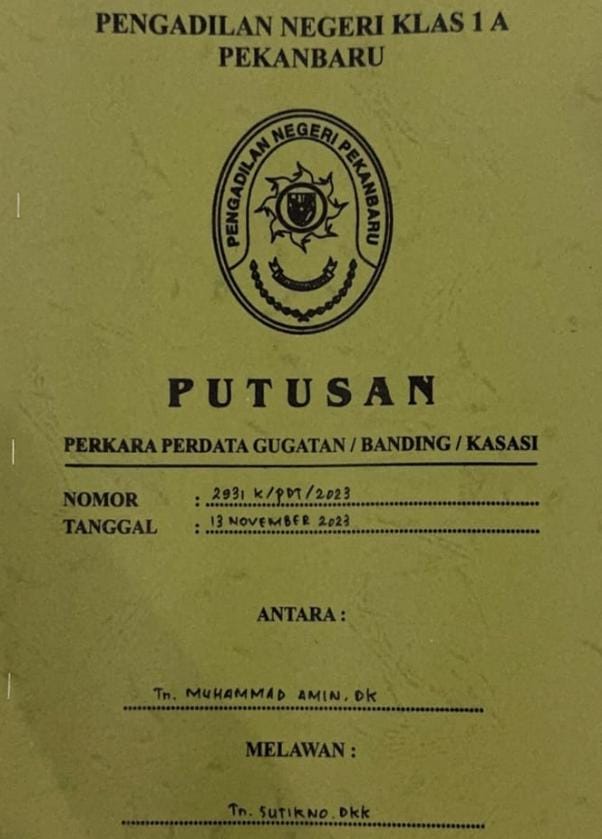 PENGADILAN NEGERI KLAS 1 A
PEKANBARU
PENGADILAN NEGERI PEKANBARU
PUTUSAN
PERKARA PERDATA GUGATAN / BANDING / KASASI
NOMOR : 2931 K/PDT/2023
TANGGAL : 13 NOVEMBER 2023
ANTARA :
Tn. MUHAMMAD AMIN. DK
MELAWAN :
Tn. SUTIKNO. DKK